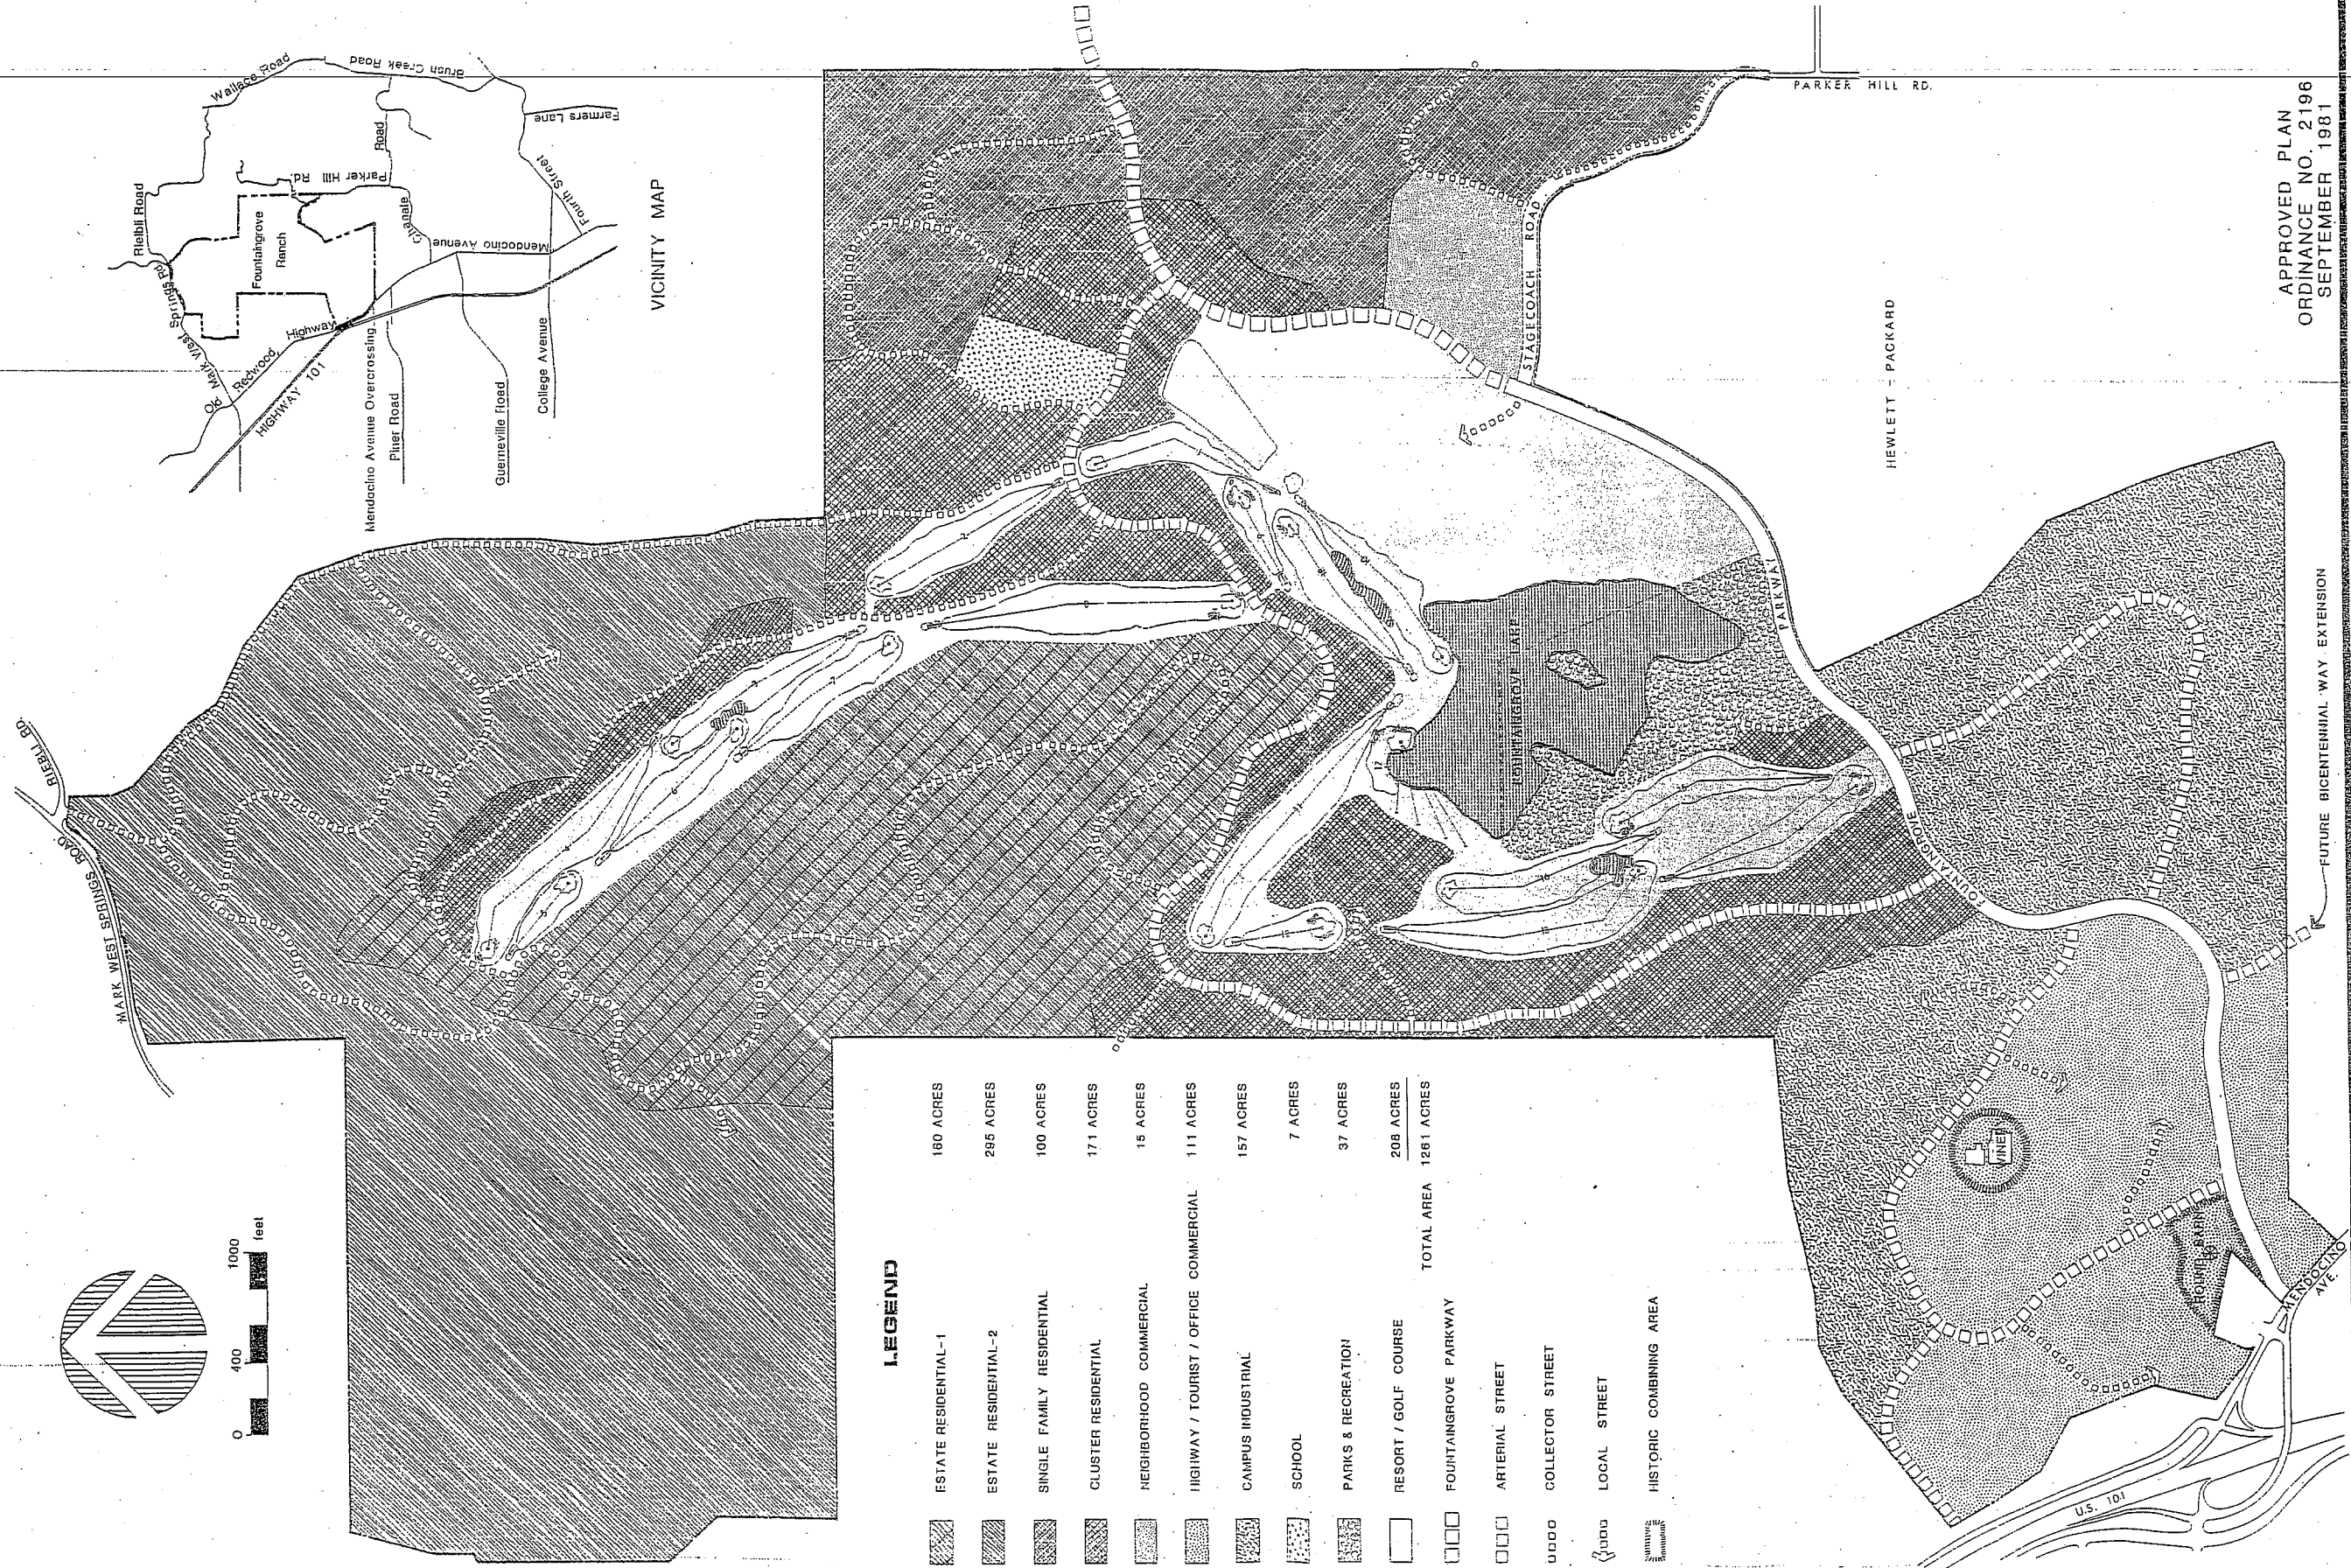 RIEBLI RD.
MARK WEST SPRINGS ROAD
Old Mark West Springs Rd
Rielbli Road
Wallace Road
Brush Creek Road
Road
Parker Hill Rd.
Chanate
Farmers Lane
Fourth Street
Mendocino Avenue
Fountaingrove
Ranch
Redwood Highway
HIGHWAY 101
Mendocino Avenue Overcrossing
Piner Road
Guerneville Road
College Avenue
VICINITY MAP
PARKER HILL RD.
STAGECOACH ROAD
HEWLETT - PACKARD
APPROVED PLAN
ORDINANCE NO. 2196
SEPTEMBER 1981
FOUNTAINGROVE LAKE
FOUNTAINGROVE PARKWAY
FUTURE BICENTENNIAL WAY EXTENSION
ROUND BARN
MENDOCINO AVE.
U.S. 101
0 400 1000 feet
LEGEND
ESTATE RESIDENTIAL-1 160 ACRES
ESTATE RESIDENTIAL-2 295 ACRES
SINGLE FAMILY RESIDENTIAL 100 ACRES
CLUSTER RESIDENTIAL 171 ACRES
NEIGHBORHOOD COMMERCIAL 15 ACRES
HIGHWAY / TOURIST / OFFICE COMMERCIAL 111 ACRES
CAMPUS INDUSTRIAL 157 ACRES
SCHOOL 7 ACRES
PARKS & RECREATION 37 ACRES
RESORT / GOLF COURSE 208 ACRES
TOTAL AREA 1261 ACRES
FOUNTAINGROVE PARKWAY
ARTERIAL STREET
COLLECTOR STREET
LOCAL STREET
HISTORIC COMBINING AREA